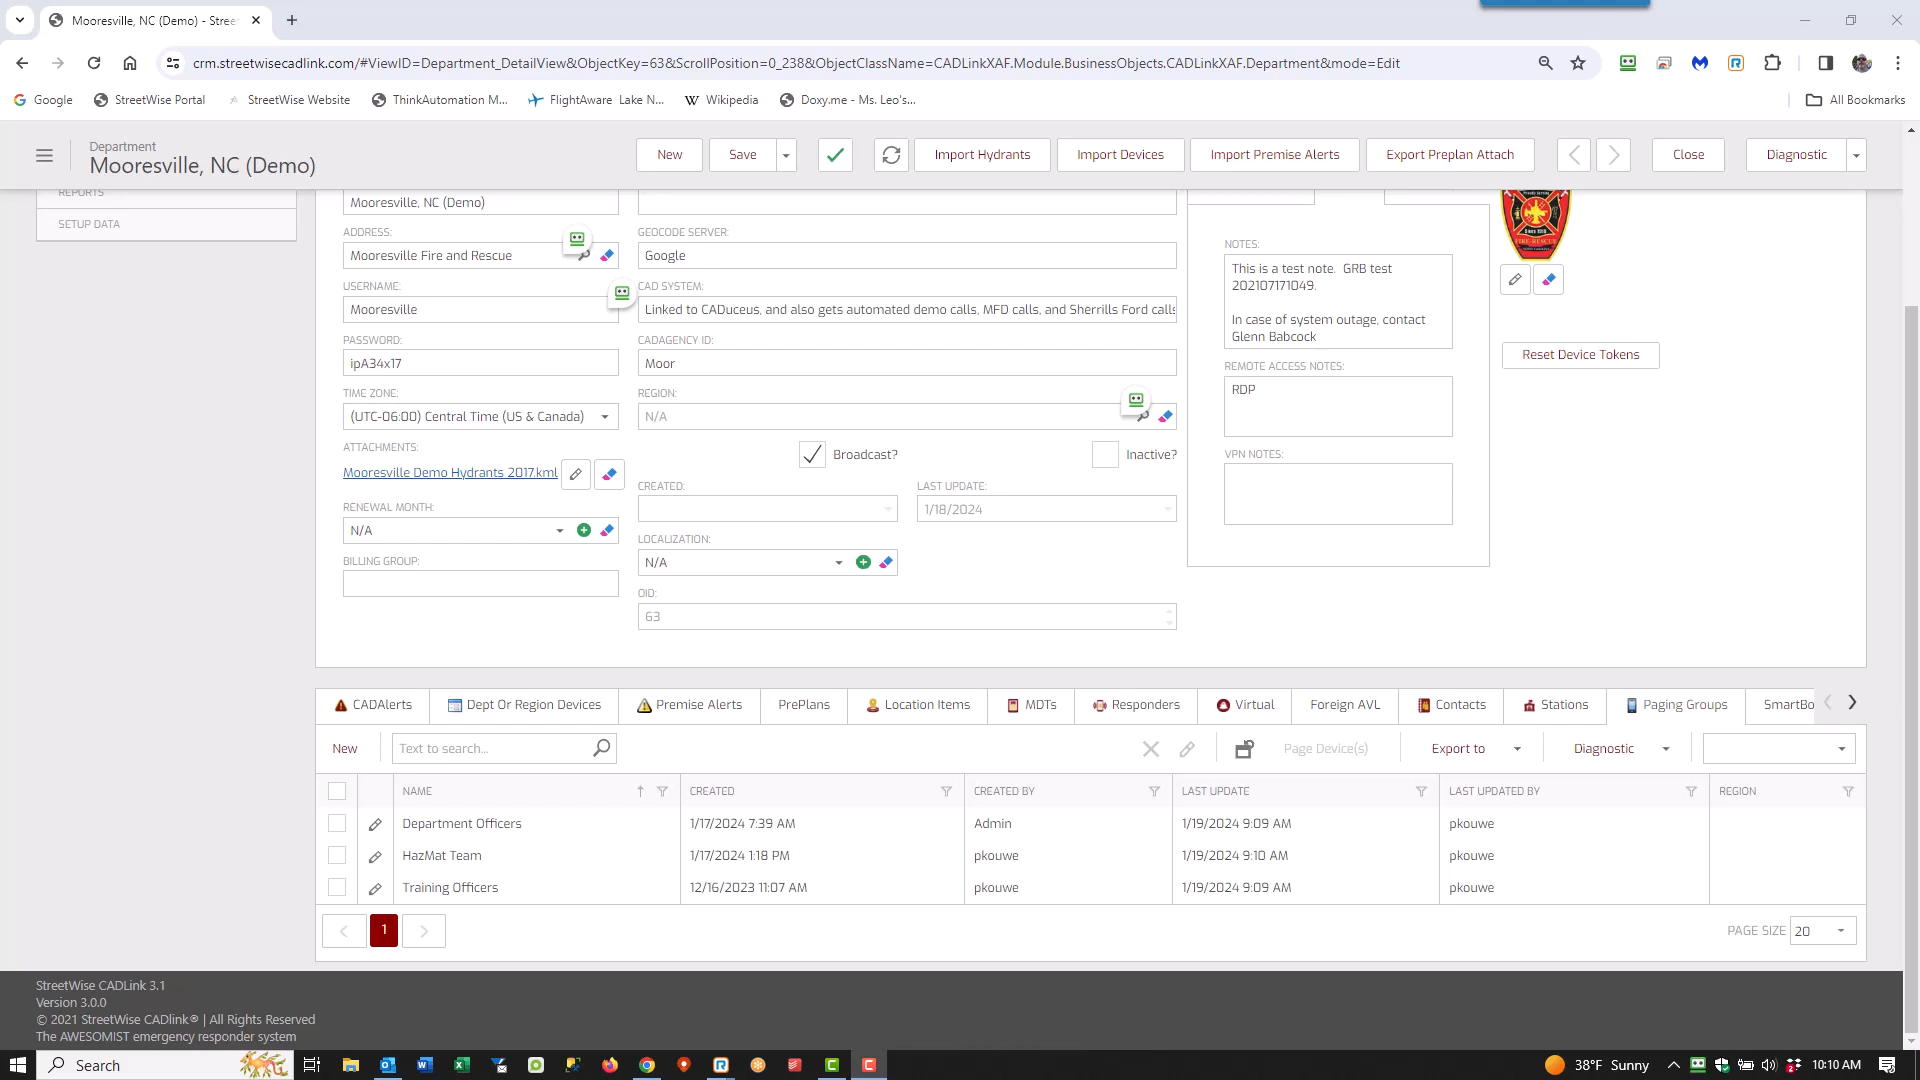 Mooresville, NC (Demo) - Stree
crm.streetwisecadlink.com/#ViewID=Department_DetailView&ObjectKey=63&ScrollPosition=0_238&ObjectClassName=CADLinkXAF.Module.BusinessObjects.CADLinkXAF.Department&mode=Edit
Google
StreetWise Portal
StreetWise Website
ThinkAutomation M...
FlightAware Lake N...
Wikipedia
Doxy.me - Ms. Leo's...
All Bookmarks
Department
Mooresville, NC (Demo)
New
Save
Import Hydrants
Import Devices
Import Premise Alerts
Export Preplan Attach
Close
Diagnostic
REPORTS
SETUP DATA
Mooresville, NC (Demo)
ADDRESS:
Mooresville Fire and Rescue
USERNAME:
Mooresville
PASSWORD:
ipA34x17
TIME ZONE:
(UTC-06:00) Central Time (US & Canada)
ATTACHMENTS:
Mooresville Demo Hydrants 2017.kml
RENEWAL MONTH:
N/A
BILLING GROUP:
GEOCODE SERVER:
Google
CAD SYSTEM:
Linked to CADuceus, and also gets automated demo calls, MFD calls, and Sherrills Ford calls
CADAGENCY ID:
Moor
REGION:
N/A
Broadcast?
Inactive?
CREATED:
LAST UPDATE:
1/18/2024
LOCALIZATION:
N/A
OID:
63
NOTES:
This is a test note. GRB test
202107171049.
In case of system outage, contact
Glenn Babcock
REMOTE ACCESS NOTES:
RDP
VPN NOTES:
FIRE-RESCUE
Reset Device Tokens
CADAlerts
Dept Or Region Devices
Premise Alerts
PrePlans
Location Items
MDTs
Responders
Virtual
Foreign AVL
Contacts
Stations
Paging Groups
SmartBo
New
Text to search...
Page Device(s)
Export to
Diagnostic
NAME CREATED CREATED BY LAST UPDATE LAST UPDATED BY REGION
Department Officers 1/17/2024 7:39 AM Admin 1/19/2024 9:09 AM pkouwe
HazMat Team 1/17/2024 1:18 PM pkouwe 1/19/2024 9:10 AM pkouwe
Training Officers 12/16/2023 11:07 AM pkouwe 1/19/2024 9:09 AM pkouwe
1
PAGE SIZE 20
StreetWise CADLink 3.1
Version 3.0.0
© 2021 StreetWise CADlink® | All Rights Reserved
The AWESOMIST emergency responder system
Search
38°F Sunny
10:10 AM